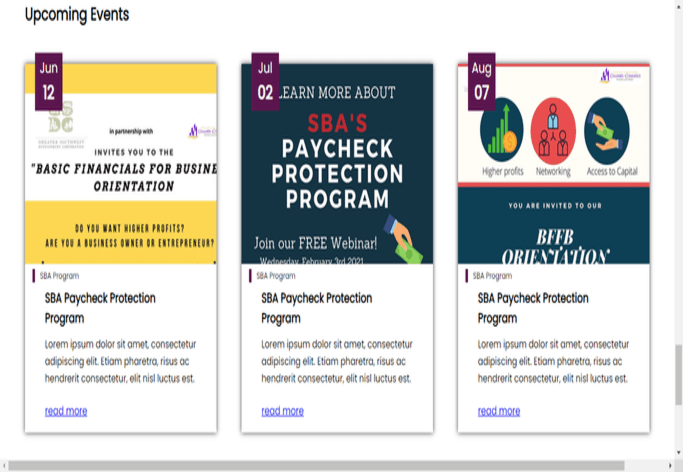 Upcoming Events
Jun
12
GSDC
GREATER SOUTHWEST
in partnership with
INVITES YOU TO THE
"BASIC FINANCIALS FOR BUSINE
ORIENTATION
DO YOU WANT HIGHER PROFITS?
ARE YOU A BUSINESS OWNER OR ENTREPRENEUR?
SBA Program
SBA Paycheck Protection
Program
Lorem ipsum dolor sit amet, consectetur
adipiscing elit. Etiam pharetra, risus ac
hendrerit consectetur, elit nisl luctus est.
read more
Jul
02
LEARN MORE ABOUT
SBA'S
PAYCHECK
PROTECTION
PROGRAM
Join our FREE Webinar!
Wednesday, February 3rd 2021
SBA Program
SBA Paycheck Protection
Program
Lorem ipsum dolor sit amet, consectetur
adipiscing elit. Etiam pharetra, risus ac
hendrerit consectetur, elit nisl luctus est.
read more
Aug
07
Higher profits Networking Access to Capital
YOU ARE INVITED TO OUR
BFFB
ORIENTATION
SBA Program
SBA Paycheck Protection
Program
Lorem ipsum dolor sit amet, consectetur
adipiscing elit. Etiam pharetra, risus ac
hendrerit consectetur, elit nisl luctus est.
read more